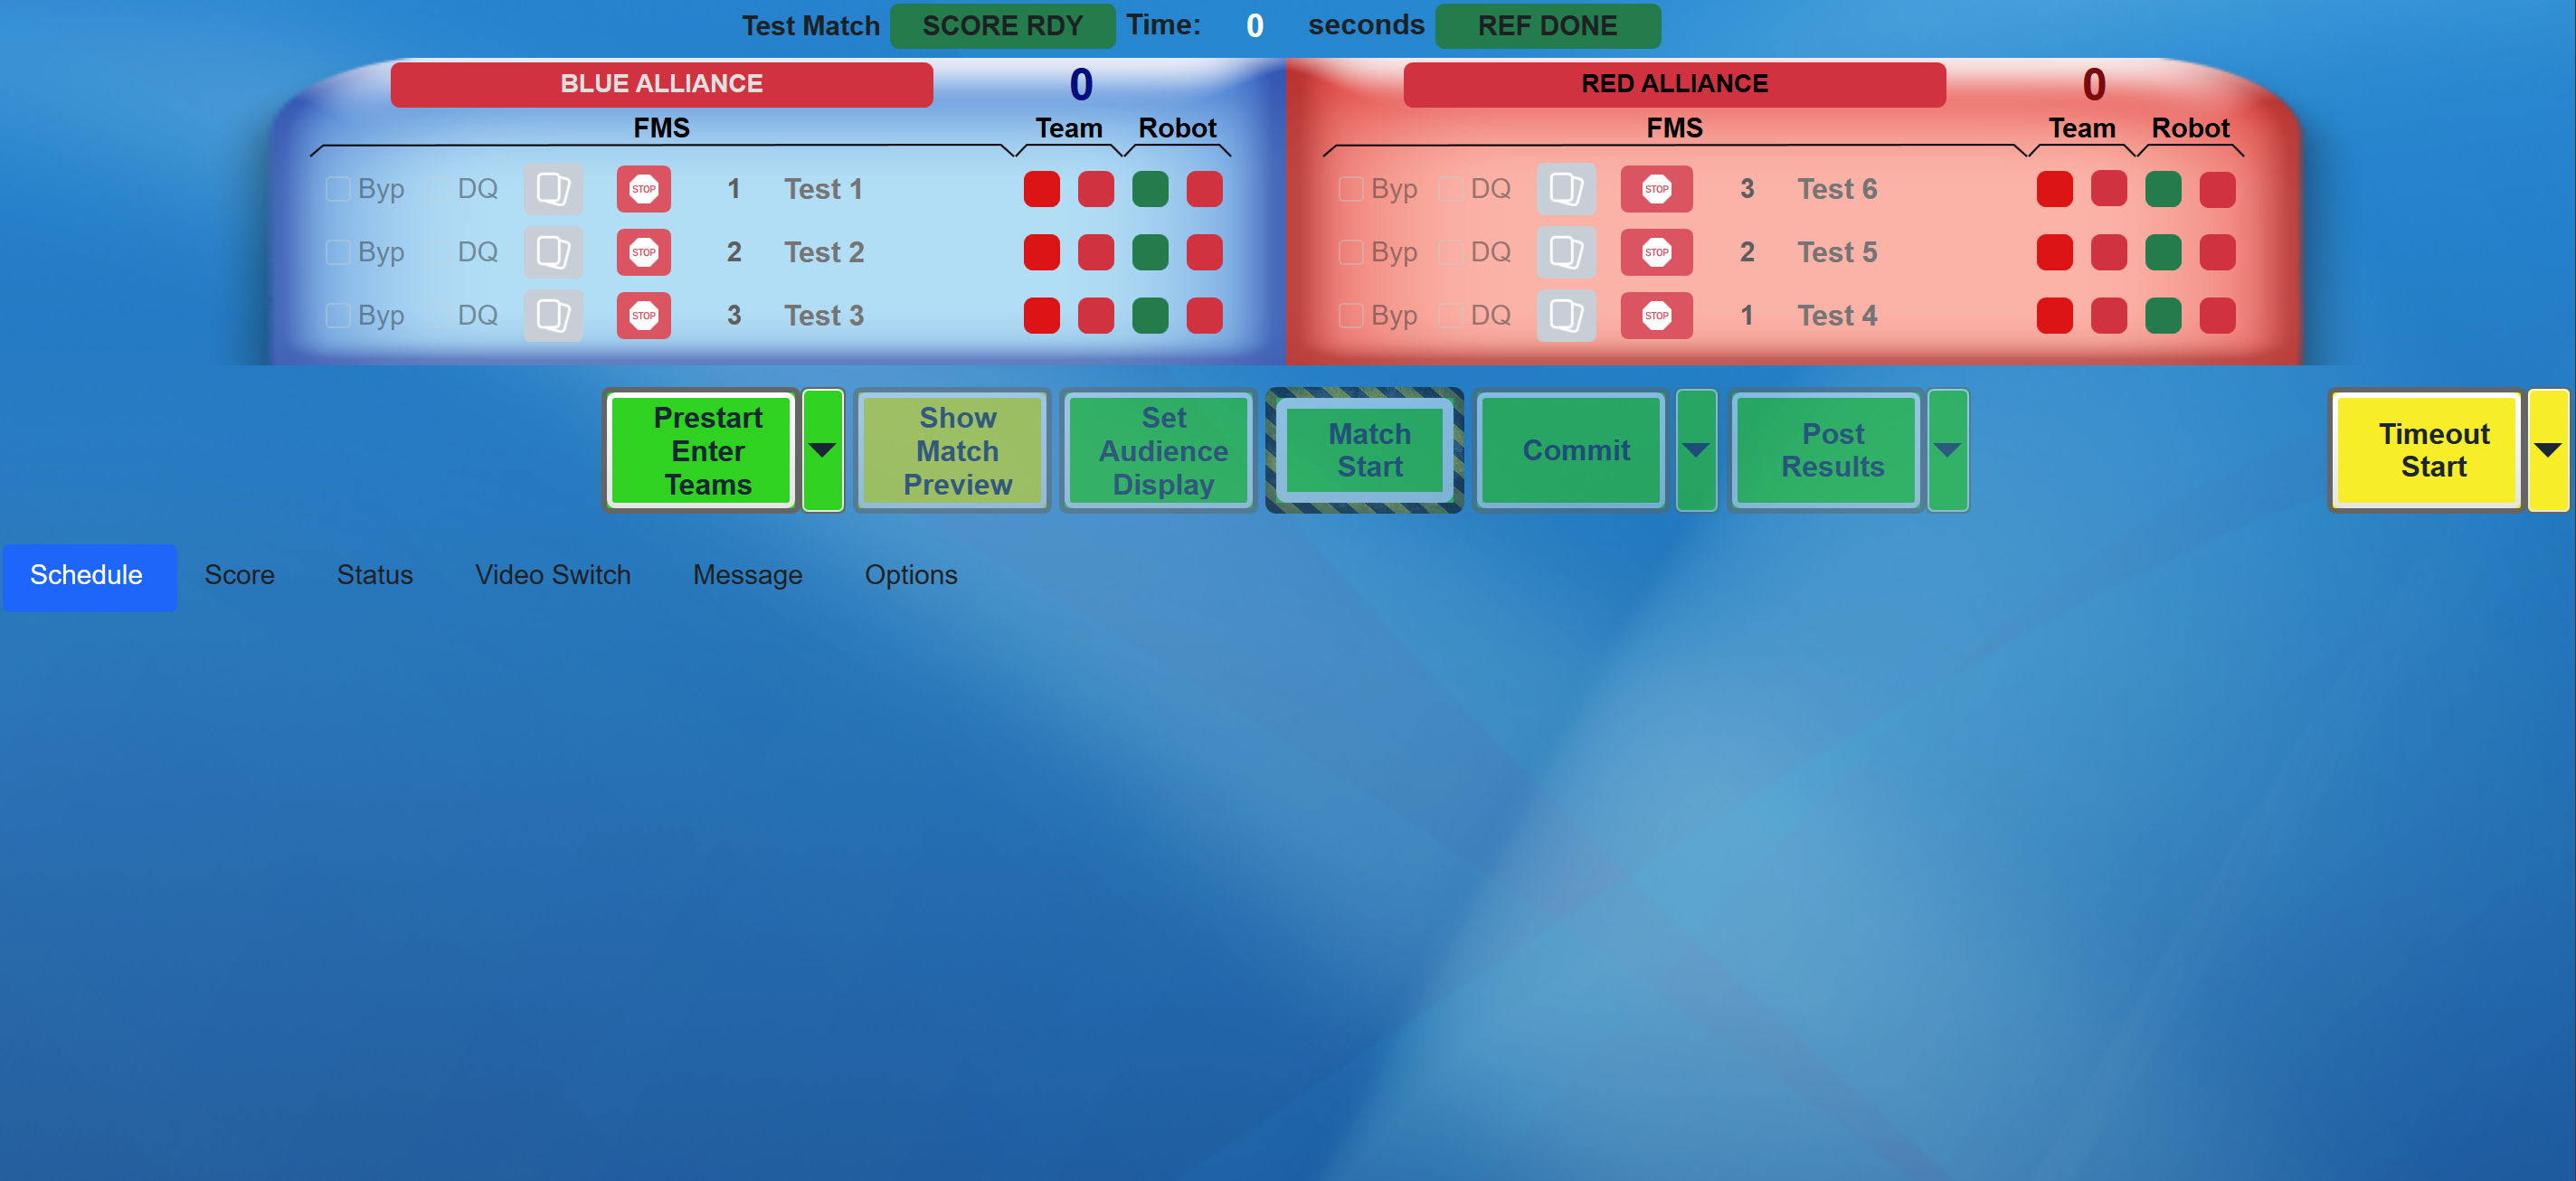 Test Match SCORE RDY Time: 0 seconds REF DONE
BLUE ALLIANCE 0
FMS Team Robot
Byp DQ STOP 1 Test 1
Byp DQ STOP 2 Test 2
Byp DQ STOP 3 Test 3
RED ALLIANCE 0
FMS Team Robot
Byp DQ STOP 3 Test 6
Byp DQ STOP 2 Test 5
Byp DQ STOP 1 Test 4
Prestart
Enter
Teams
Show
Match
Preview
Set
Audience
Display
Match
Start
Commit
Post
Results
Timeout
Start
Schedule Score Status Video Switch Message Options